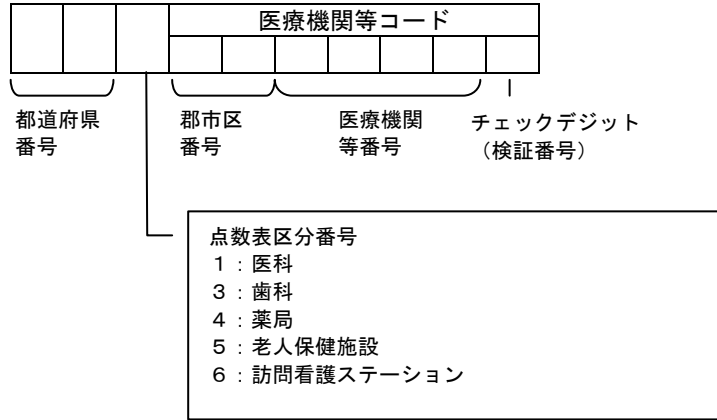 医療機関等コード
都道府県
番号
郡市区
番号
医療機関
等番号
チェックデジット
（検証番号）
点数表区分番号
１：医科
３：歯科
４：薬局
５：老人保健施設
６：訪問看護ステーション